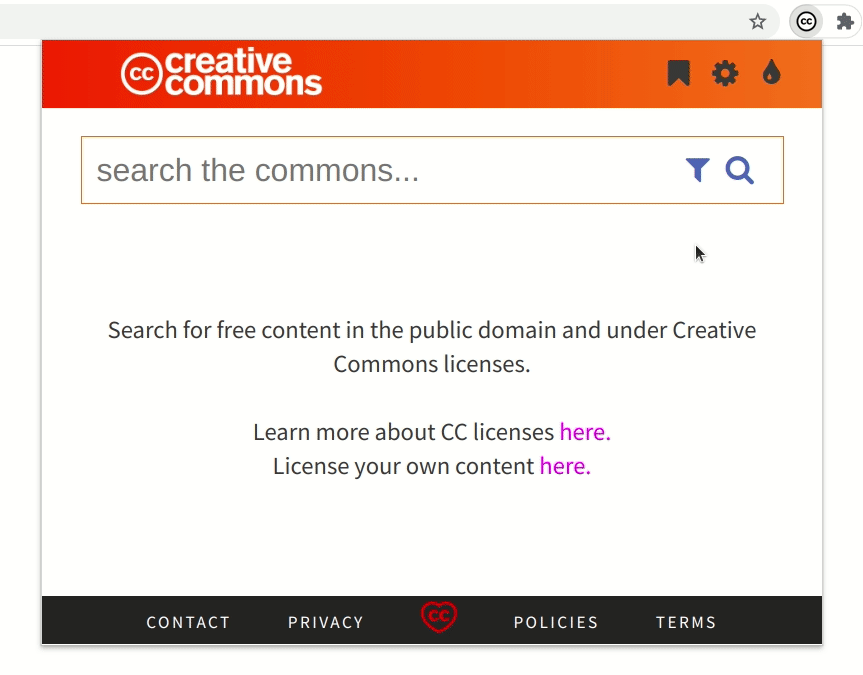 cc
cc creative
commons
search the commons...
Search for free content in the public domain and under Creative
Commons licenses.
Learn more about CC licenses here.
License your own content here.
CONTACT PRIVACY CC POLICIES TERMS